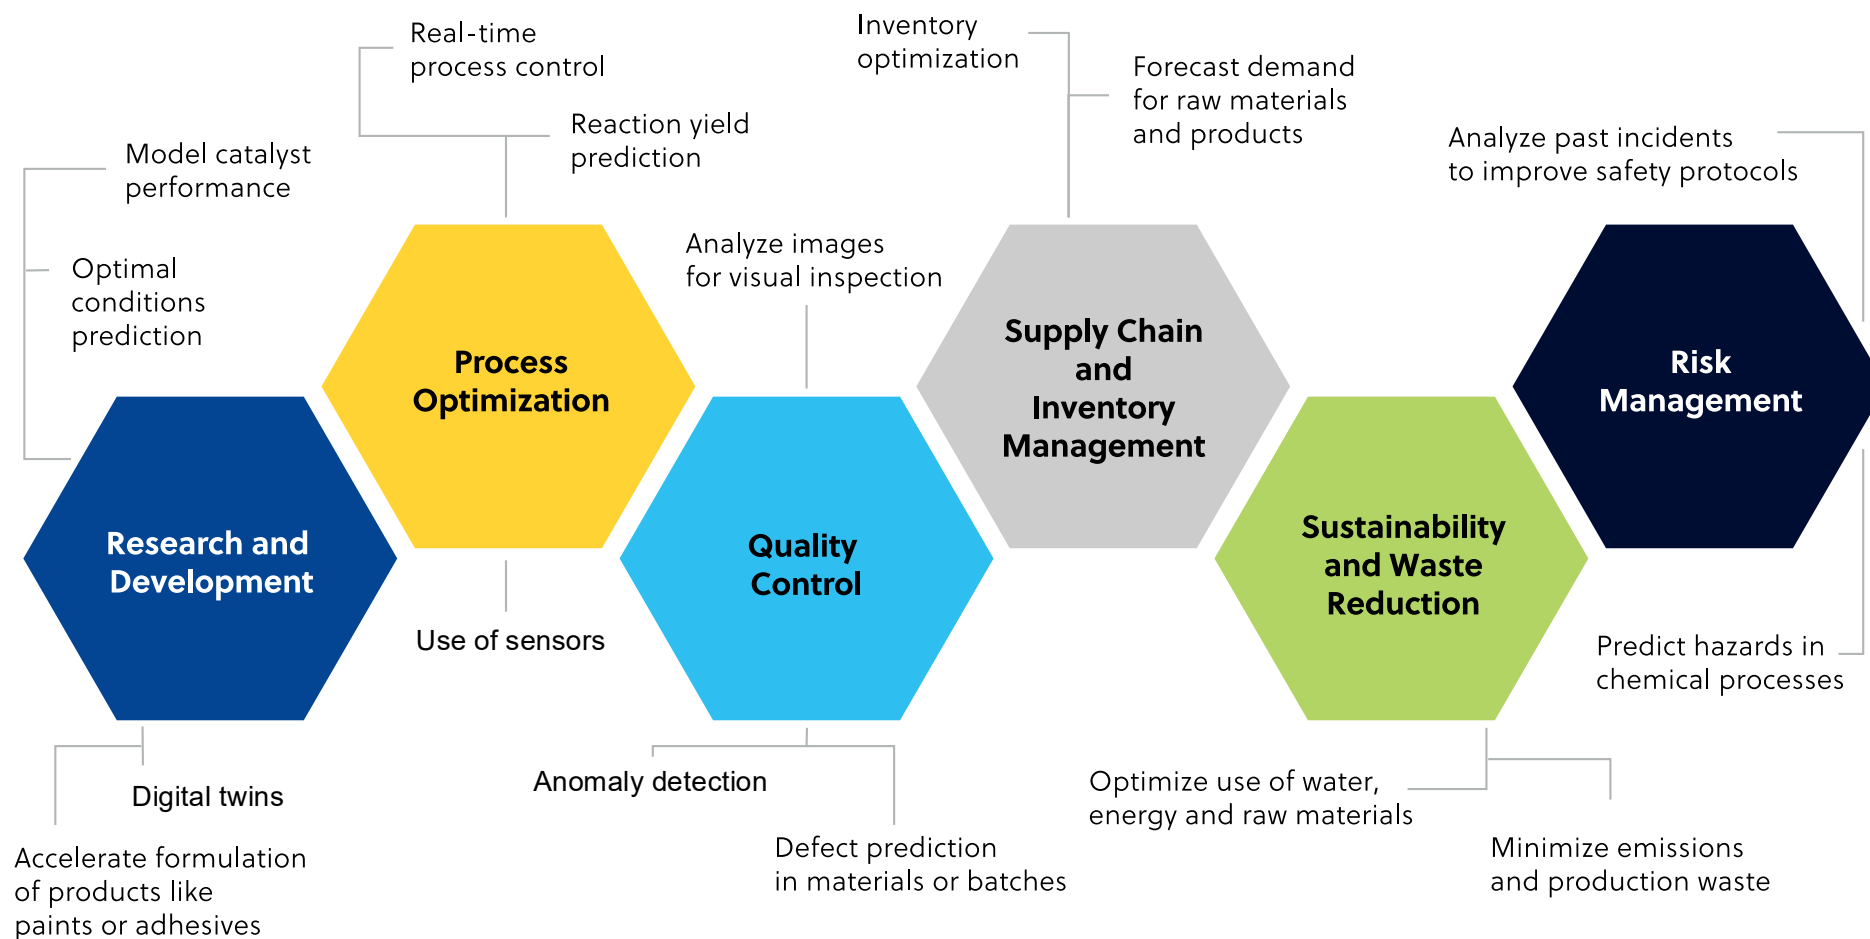 Real-time
process control
Reaction yield
prediction
Model catalyst
performance
Optimal
conditions
prediction
Inventory
optimization
Forecast demand
for raw materials
and products
Analyze past incidents
to improve safety protocols
Analyze images
for visual inspection
Process
Optimization
Supply Chain
and
Inventory
Management
Risk
Management
Research and
Development
Quality
Control
Sustainability
and Waste
Reduction
Use of sensors
Predict hazards in
chemical processes
Digital twins
Anomaly detection
Optimize use of water,
energy and raw materials
Accelerate formulation
of products like
paints or adhesives
Defect prediction
in materials or batches
Minimize emissions
and production waste